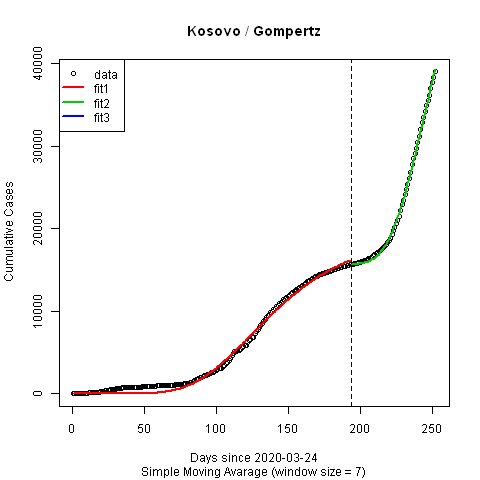 Kosovo / Gompertz
data
fit1
fit2
fit3
Cumulative Cases
0
10000
20000
30000
40000
0 50 100 150 200 250
Days since 2020-03-24
Simple Moving Avarage (window size = 7)